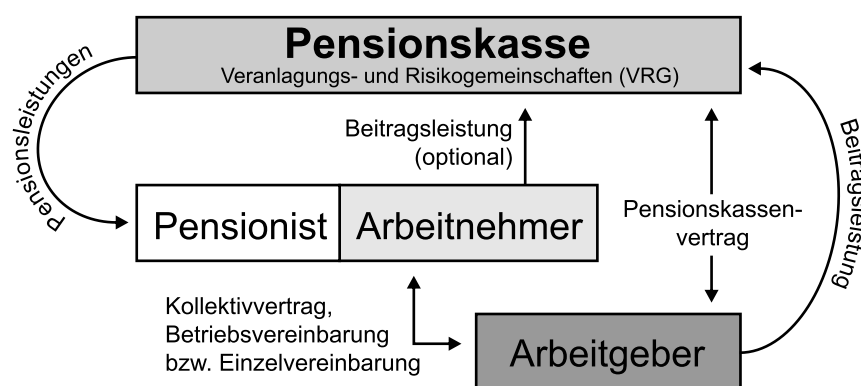 Pensionskasse
Veranlagungs- und Risikogemeinschaften (VRG)
Pensionsleistungen
Beitragsleistung
(optional)
Beitragsleistung
Pensionist
Arbeitnehmer
Pensionskassen-
vertrag
Kollektivvertrag,
Betriebsvereinbarung
bzw. Einzelvereinbarung
Arbeitgeber